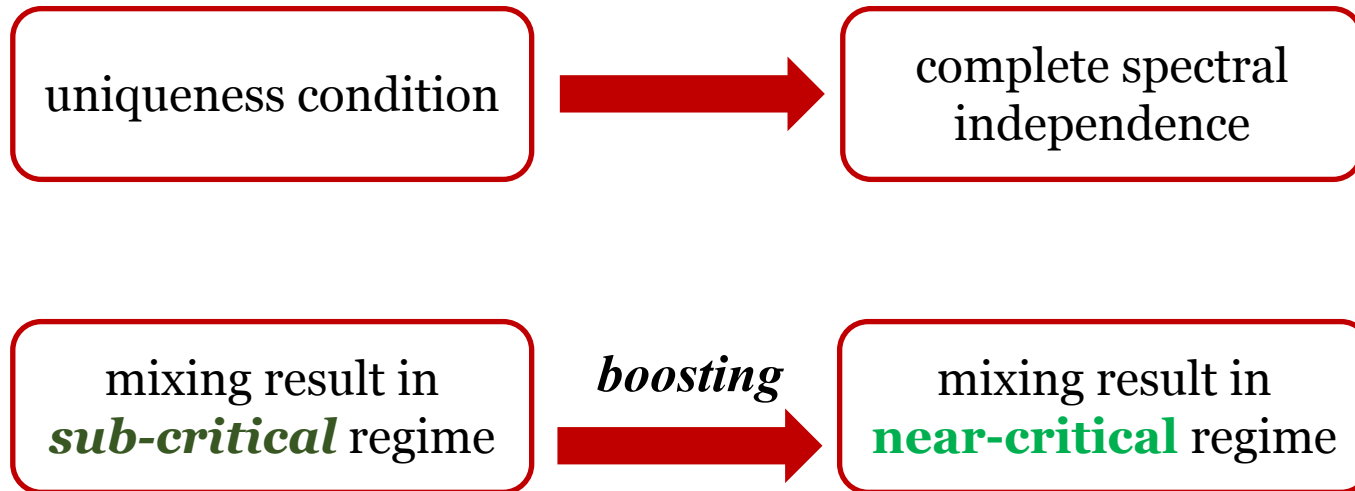 uniqueness condition
complete spectral
independence
mixing result in
sub-critical regime
boosting
mixing result in
near-critical regime